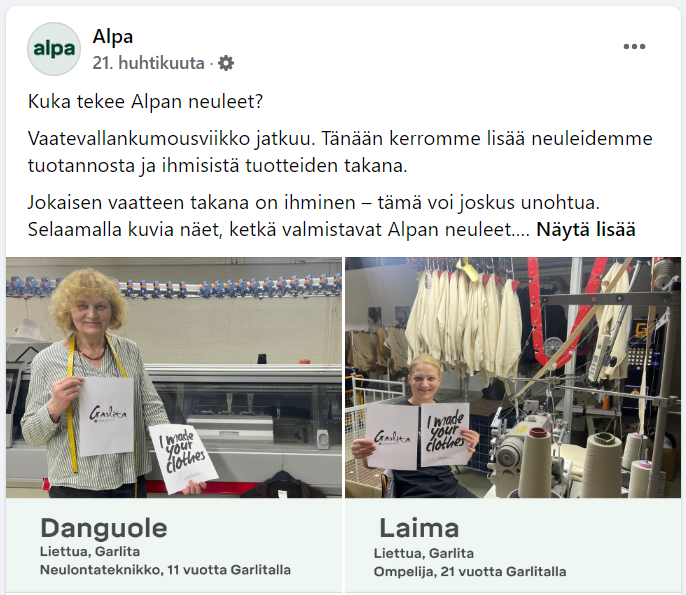 alpa
Alpa
21. huhtikuuta ·
Kuka tekee Alpan neuleet?
Vaatevallankumousviikko jatkuu. Tänään kerromme lisää neuleidemme
tuotannosta ja ihmisistä tuotteiden takana.
Jokaisen vaatteen takana on ihminen – tämä voi joskus unohtua.
Selaamalla kuvia näet, ketkä valmistavat Alpan neuleet.... Näytä lisää
Garlita
I made
your
clothes
Garlita
I made
your
clothes
Danguole
Liettua, Garlita
Neulontateknikko, 11 vuotta Garlitalla
Laima
Liettua, Garlita
Ompelija, 21 vuotta Garlitalla